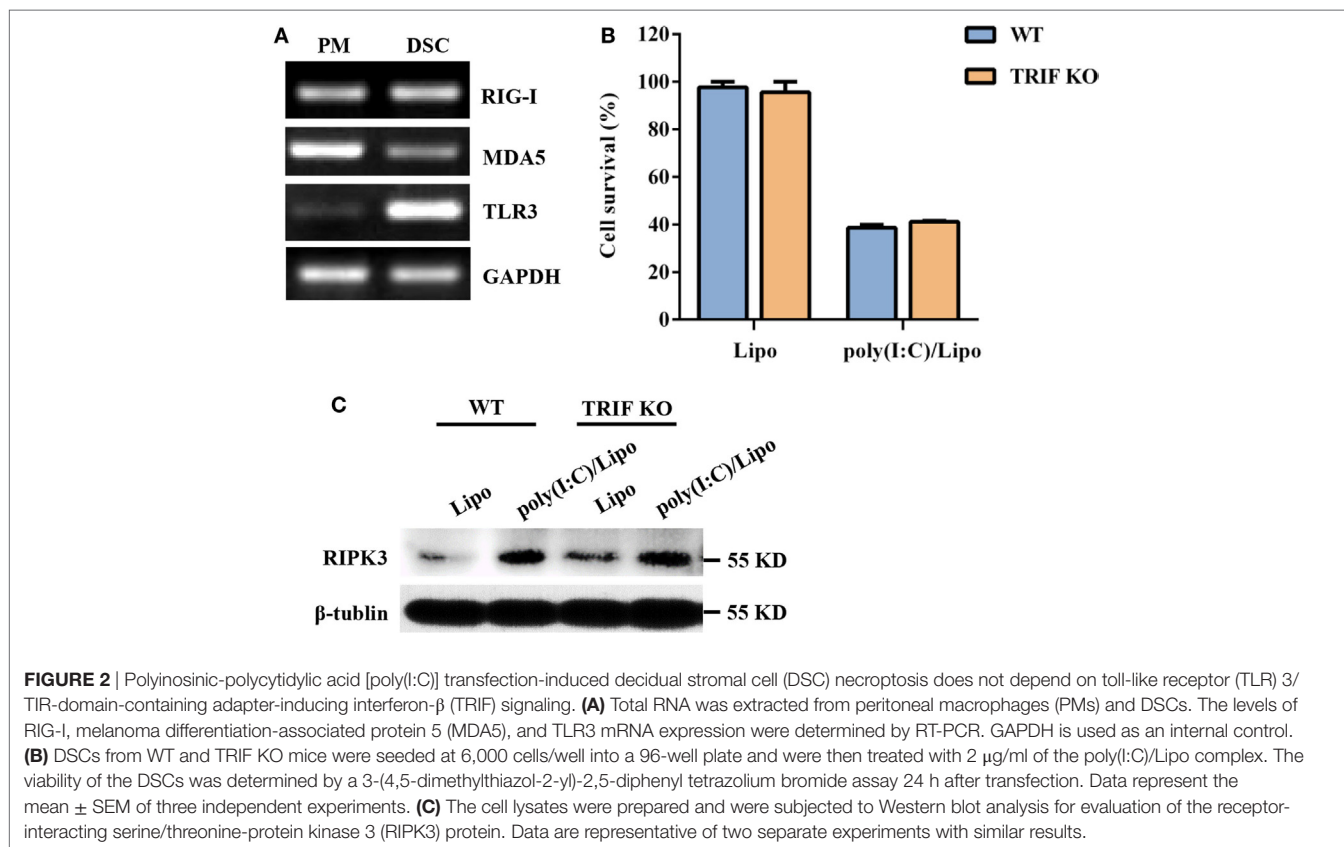 A
PM DSC
RIG-I
MDA5
TLR3
GAPDH
B
120
100
80
60
40
20
0
Cell survival (%)
Lipo poly(I:C)/Lipo
WT
TRIF KO
C
WT TRIF KO
Lipo poly(I:C)/Lipo Lipo poly(I:C)/Lipo
RIPK3 55 KD
β-tublin 55 KD
FIGURE 2 | Polyinosinic-polycytidylic acid [poly(I:C)] transfection-induced decidual stromal cell (DSC) necroptosis does not depend on toll-like receptor (TLR) 3/
TIR-domain-containing adapter-inducing interferon-β (TRIF) signaling. (A) Total RNA was extracted from peritoneal macrophages (PMs) and DSCs. The levels of
RIG-I, melanoma differentiation-associated protein 5 (MDA5), and TLR3 mRNA expression were determined by RT-PCR. GAPDH is used as an internal control.
(B) DSCs from WT and TRIF KO mice were seeded at 6,000 cells/well into a 96-well plate and were then treated with 2 μg/ml of the poly(I:C)/Lipo complex. The
viability of the DSCs was determined by a 3-(4,5-dimethylthiazol-2-yl)-2,5-diphenyl tetrazolium bromide assay 24 h after transfection. Data represent the
mean ± SEM of three independent experiments. (C) The cell lysates were prepared and were subjected to Western blot analysis for evaluation of the receptor-
interacting serine/threonine-protein kinase 3 (RIPK3) protein. Data are representative of two separate experiments with similar results.